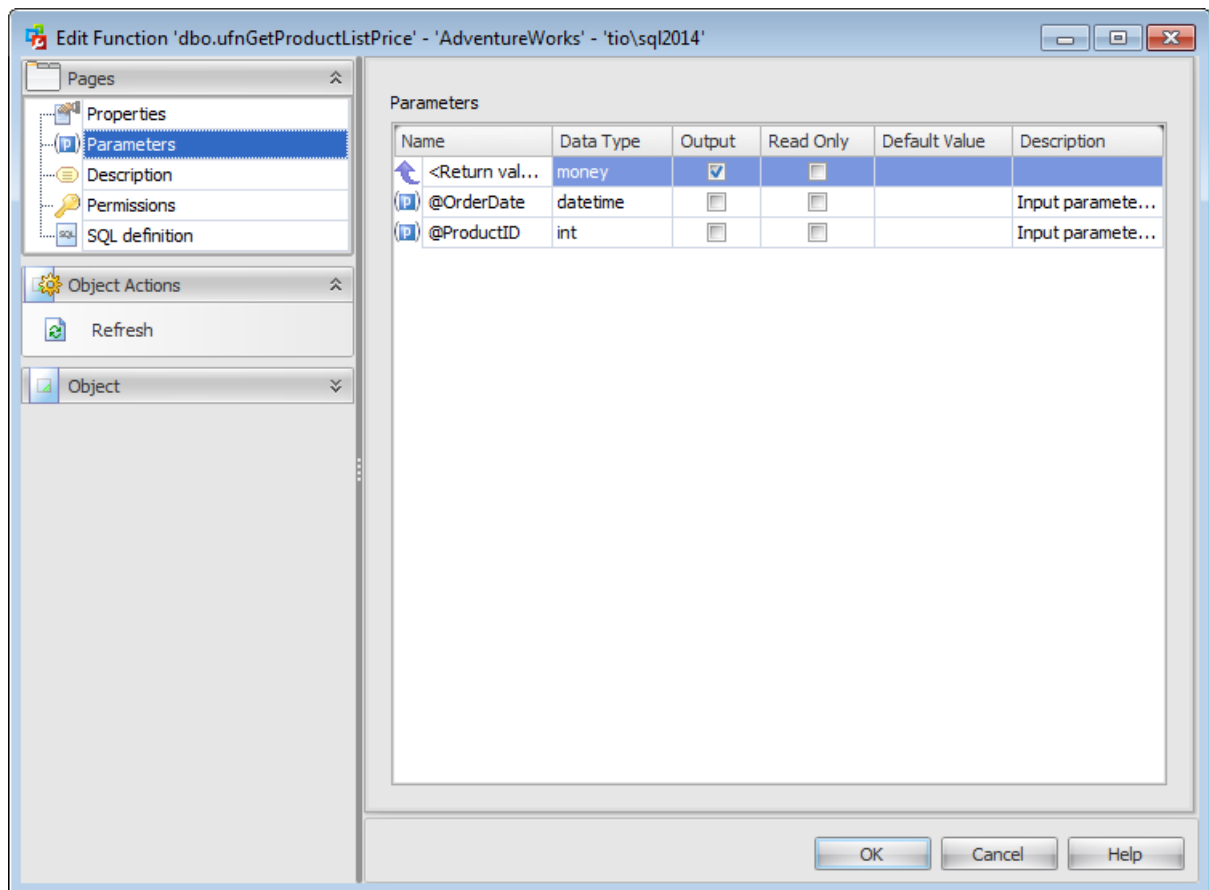 Edit Function 'dbo.ufnGetProductListPrice' - 'AdventureWorks' - 'tio\sql2014'
Pages
Properties
Parameters
Description
Permissions
SQL definition
Object Actions
Refresh
Object
Parameters
Name Data Type Output Read Only Default Value Description
<Return val... money
@OrderDate datetime Input paramete...
@ProductID int Input paramete...
OK Cancel Help